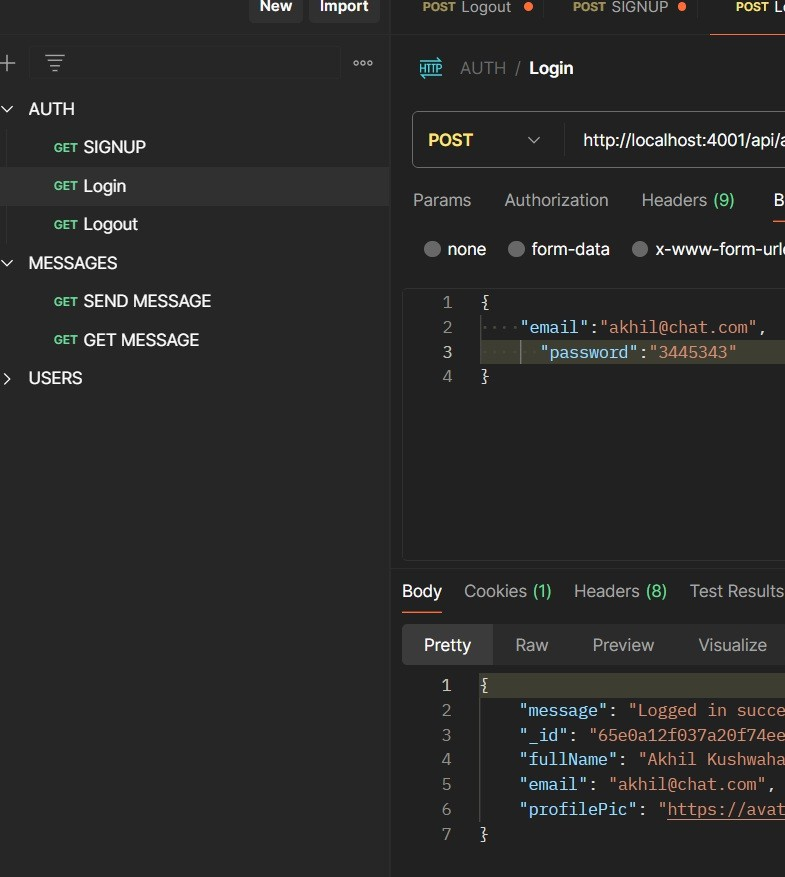 New Import
AUTH
GET SIGNUP
GET Login
GET Logout
MESSAGES
GET SEND MESSAGE
GET GET MESSAGE
USERS
POST Logout POST SIGNUP POST
HTTP AUTH / Login
POST http://localhost:4001/api/
Params Authorization Headers (9)
none form-data x-www-form-urle
1 {
2 "email":"akhil@chat.com",
3 "password":"3445343"
4 }
Body Cookies (1) Headers (8) Test Results
Pretty Raw Preview Visualize
1 {
2 "message": "Logged in succe
3 "_id": "65e0a12f037a20f74ee
4 "fullName": "Akhil Kushwaha
5 "email": "akhil@chat.com",
6 "profilePic": "https://avat
7 }